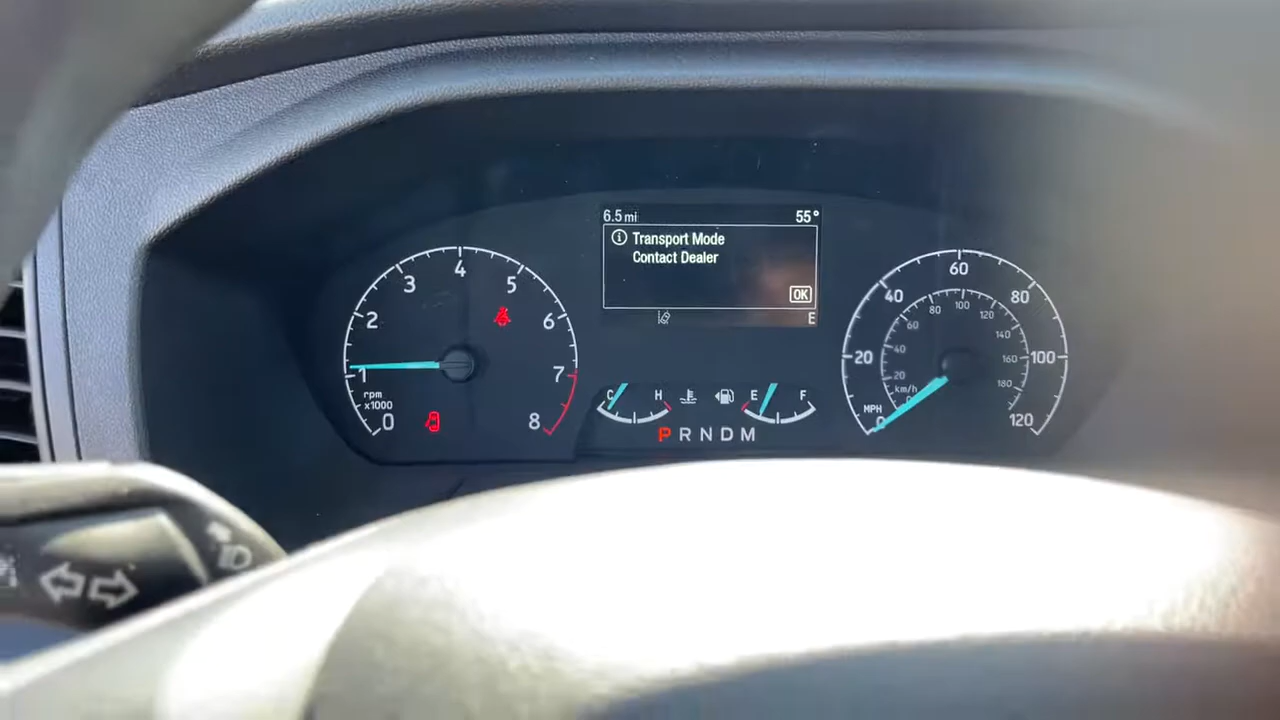 6.5 mi 55°
Transport Mode
Contact Dealer
OK
E
0 1 2 3 4 5 6 7 8
rpm
x1000
C H E F
P R N D M
0 20 40 60 80 100 120
MPH
20 40 60 80 100 120 140 160 180
km/h